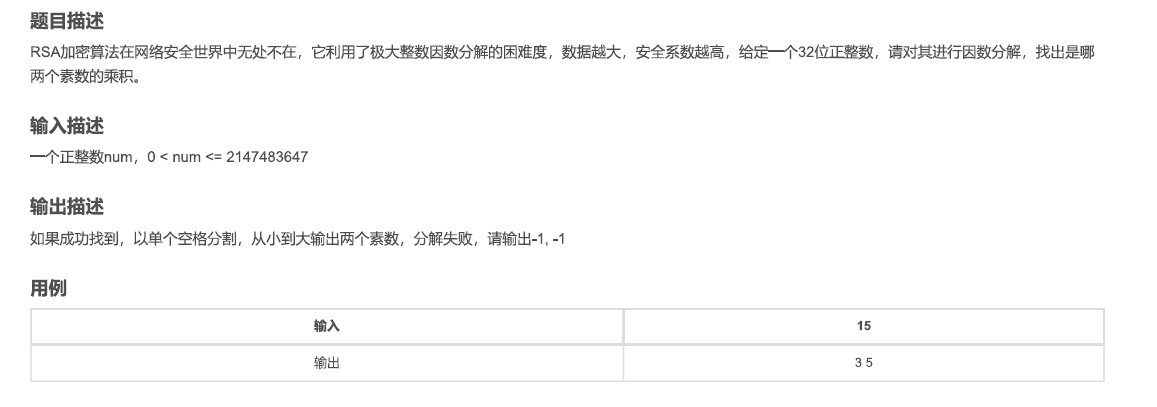 题目描述
RSA加密算法在网络安全世界中无处不在，它利用了极大整数因数分解的困难度，数据越大，安全系数越高，给定一个32位正整数，请对其进行因数分解，找出是哪
两个素数的乘积。
输入描述
一个正整数num，0 < num <= 2147483647
输出描述
如果成功找到，以单个空格分割，从小到大输出两个素数，分解失败，请输出-1, -1
用例
输入 15
输出 3 5